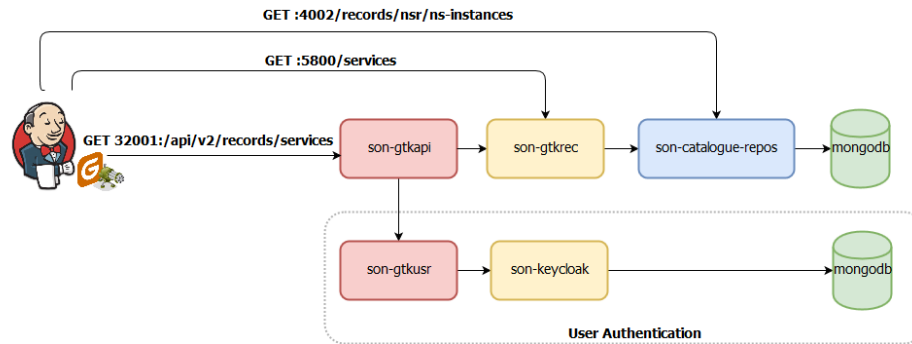 GET :4002/records/nsr/ns-instances
GET :5800/services
GET 32001:/api/v2/records/services
son-gtkapi
son-gtkrec
son-catalogue-repos
mongodb
son-gtkusr
son-keycloak
mongodb
User Authentication